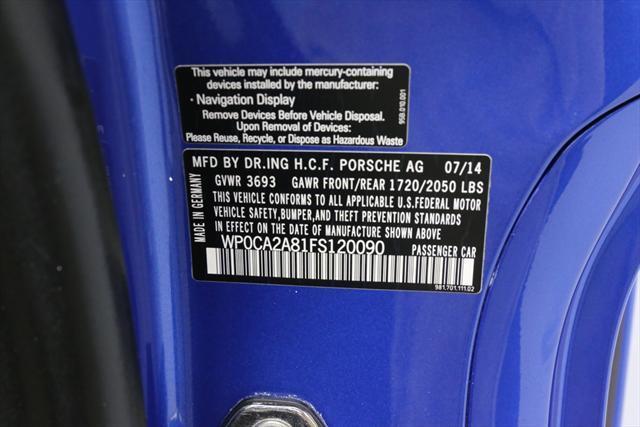 This vehicle may include mercury-containing
devices installed by the manufacturer:
· Navigation Display
Remove Devices Before Vehicle Disposal.
Upon Removal of Devices:
Please Reuse, Recycle, or Dispose as Hazardous Waste
95B.010.001
MFD BY DR.ING H.C.F. PORSCHE AG 07/14
GVWR 3693 GAWR FRONT/REAR 1720/2050 LBS
THIS VEHICLE CONFORMS TO ALL APPLICABLE U.S.FEDERAL MOTOR
VEHICLE SAFETY,BUMPER,AND THEFT PREVENTION STANDARDS
IN EFFECT ON THE DATE OF MANUFACTURE SHOWN ABOVE.
WP0CA2A81FS120090 PASSENGER CAR
981.701.111.02
MADE IN GERMANY